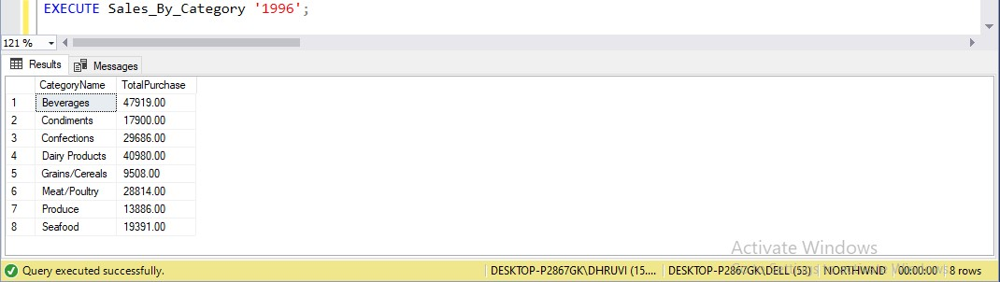 EXECUTE Sales_By_Category '1996';
121 %
Results Messages
CategoryName TotalPurchase
1 Beverages 47919.00
2 Condiments 17900.00
3 Confections 29686.00
4 Dairy Products 40980.00
5 Grains/Cereals 9508.00
6 Meat/Poultry 28814.00
7 Produce 13886.00
8 Seafood 19391.00
Activate Windows
Query executed successfully. DESKTOP-P2867GK\DHRUVI (15.... DESKTOP-P2867GK\DELL (53) NORTHWND 00:00:00 8 rows